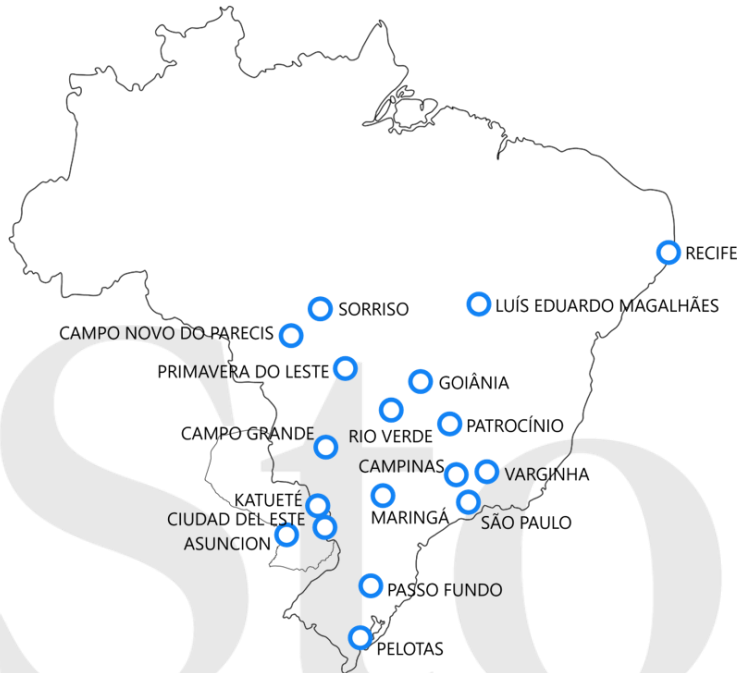 RECIFE
SORRISO
LUÍS EDUARDO MAGALHÃES
CAMPO NOVO DO PARECIS
PRIMAVERA DO LESTE
GOIÂNIA
CAMPO GRANDE
RIO VERDE
PATROCÍNIO
CAMPINAS
VARGINHA
KATUETÉ
MARINGÁ
CIUDAD DEL ESTE
SÃO PAULO
ASUNCION
PASSO FUNDO
PELOTAS
Sto